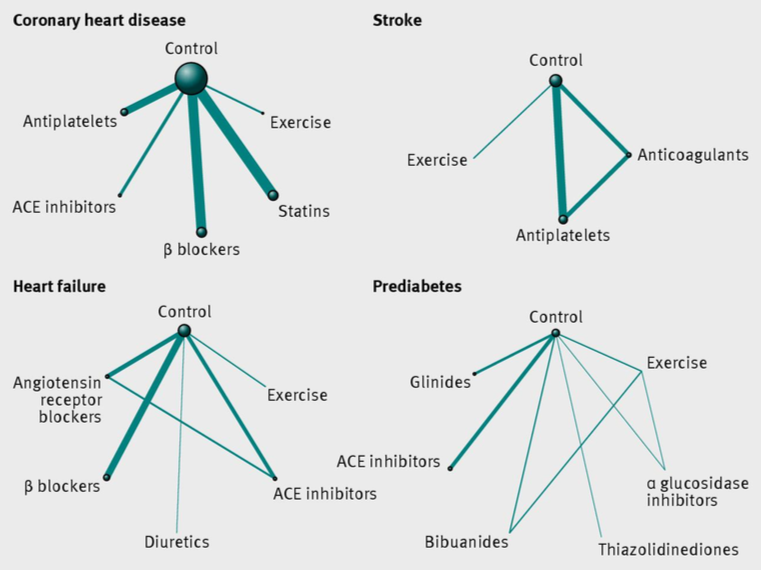 Coronary heart disease
Control
Antiplatelets
Exercise
ACE inhibitors
Statins
β blockers
Stroke
Control
Exercise
Anticoagulants
Antiplatelets
Heart failure
Control
Angiotensin
receptor
blockers
Exercise
β blockers
ACE inhibitors
Diuretics
Prediabetes
Control
Exercise
Glinides
ACE inhibitors
α glucosidase
inhibitors
Bibuanides
Thiazolidinediones